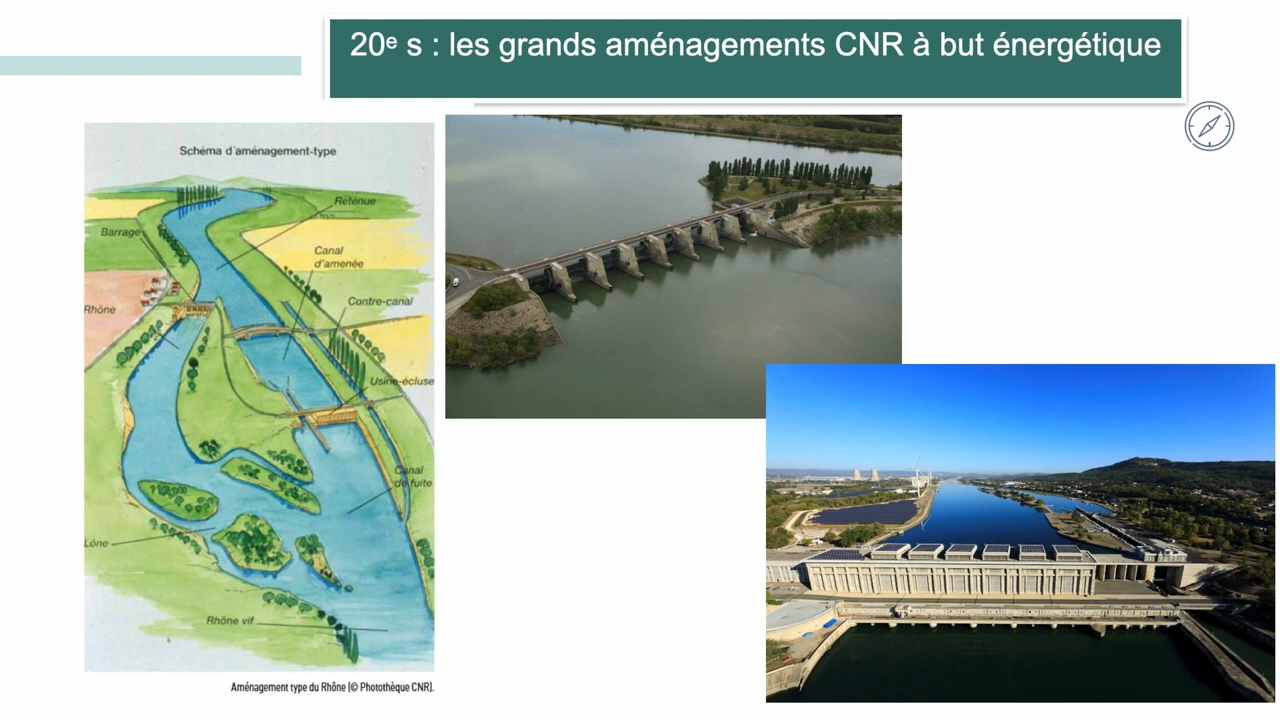 20e s : les grands aménagements CNR à but énergétique
Schéma d'aménagement-type
Retenue
Barrage
Canal
d'amenée
Contre-canal
Rhône
Usine-écluse
Canal
de fuite
Lône
Rhône vif
Aménagement type du Rhône (© Photothèque CNR).